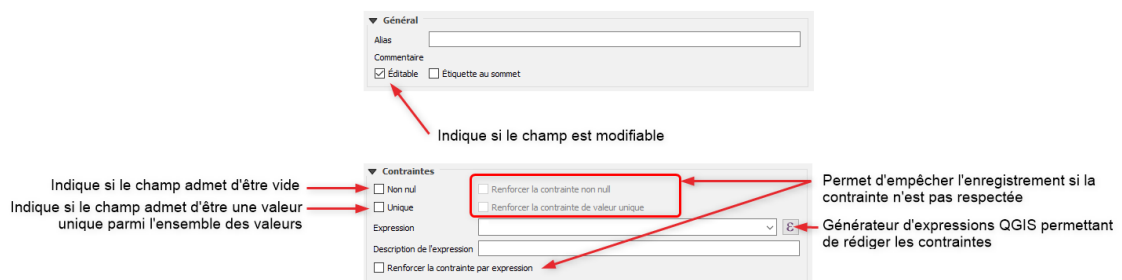 Général
Alias
Commentaire
Éditable Étiquette au sommet
Indique si le champ est modifiable
Contraintes
Indique si le champ admet d'être vide
Non nul Renforcer la contrainte non null
Permet d'empêcher l'enregistrement si la
contrainte n'est pas respectée
Indique si le champ admet d'être une valeur
unique parmi l'ensemble des valeurs
Unique Renforcer la contrainte de valeur unique
Expression ε
Générateur d'expressions QGIS permettant
de rédiger les contraintes
Description de l'expression
Renforcer la contrainte par expression